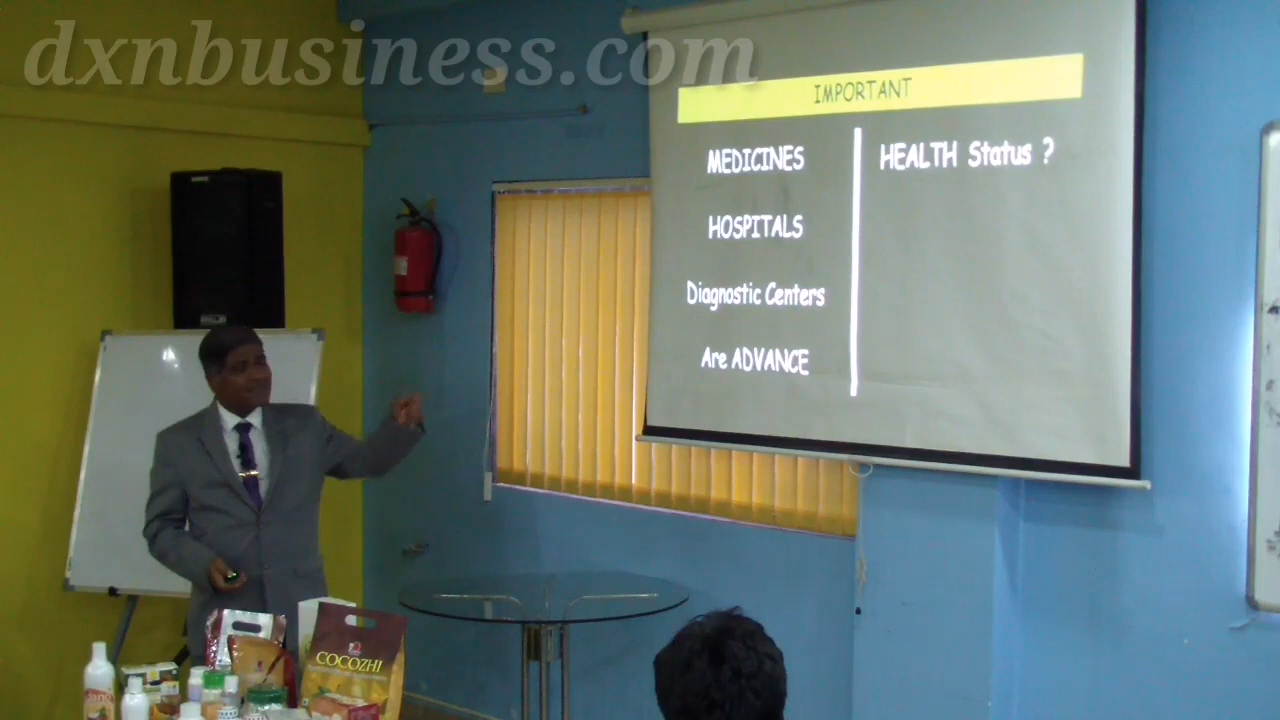 dxnbusiness.com
IMPORTANT
MEDICINES
HOSPITALS
Diagnostic Centers
Are ADVANCE
HEALTH Status ?
COCOZHI